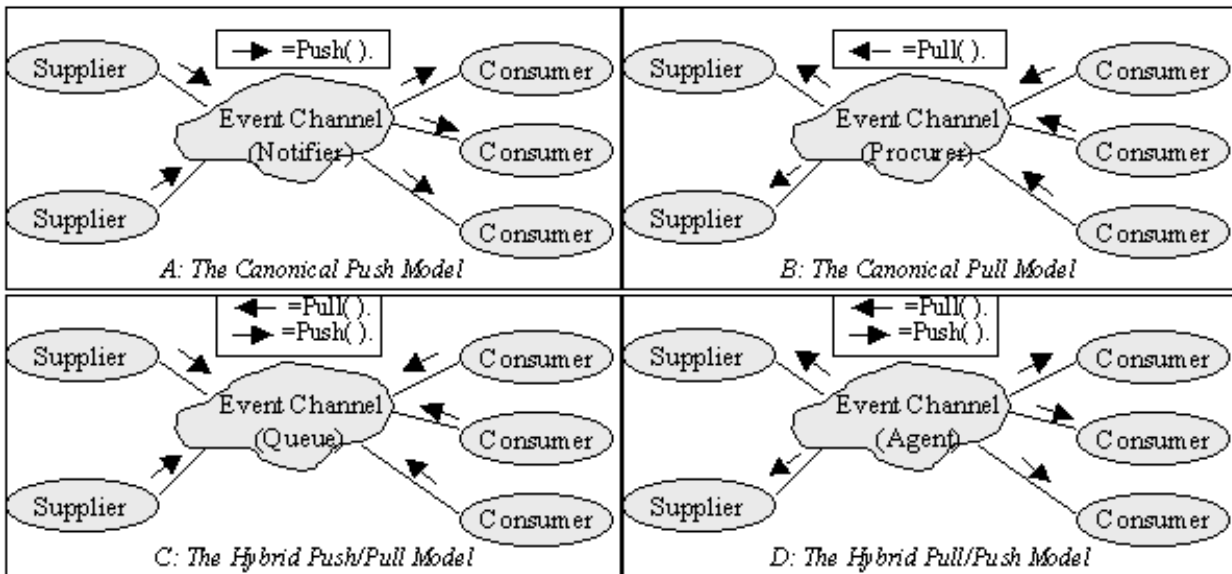 =Push( ).
Supplier
Consumer
Event Channel
(Notifier)
Consumer
Supplier
Consumer
A: The Canonical Push Model
=Pull( ).
Supplier
Consumer
Event Channel
(Procurer)
Consumer
Supplier
Consumer
B: The Canonical Pull Model
=Pull( ).
=Push( ).
Supplier
Consumer
Event Channel
(Queue)
Consumer
Supplier
Consumer
C: The Hybrid Push/Pull Model
=Pull( ).
=Push( ).
Supplier
Consumer
Event Channel
(Agent)
Consumer
Supplier
Consumer
D: The Hybrid Pull/Push Model